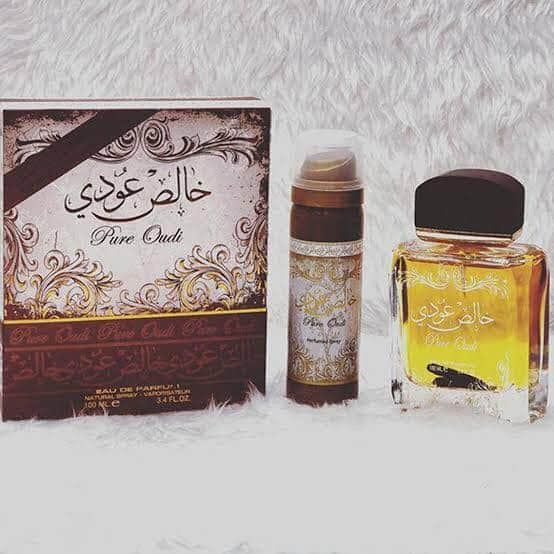 خالص عودي
Pure Oudi
Pure Oudi Pure Oudi Pure Oudi
خالص عودي خالص عودي خالص
EAU DE PARFUM
NATURAL SPRAY - VAPORISATEUR
100 ML e 3.4 FL.OZ.
خالص عودي
Pure Oudi
Perfumed Spray
خالص عودي
Pure Oudi